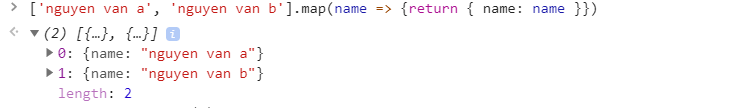 > ['nguyen van a', 'nguyen van b'].map(name => {return { name: name }})
< ▼(2) [{…}, {…}] i
▶0: {name: "nguyen van a"}
▶1: {name: "nguyen van b"}
length: 2